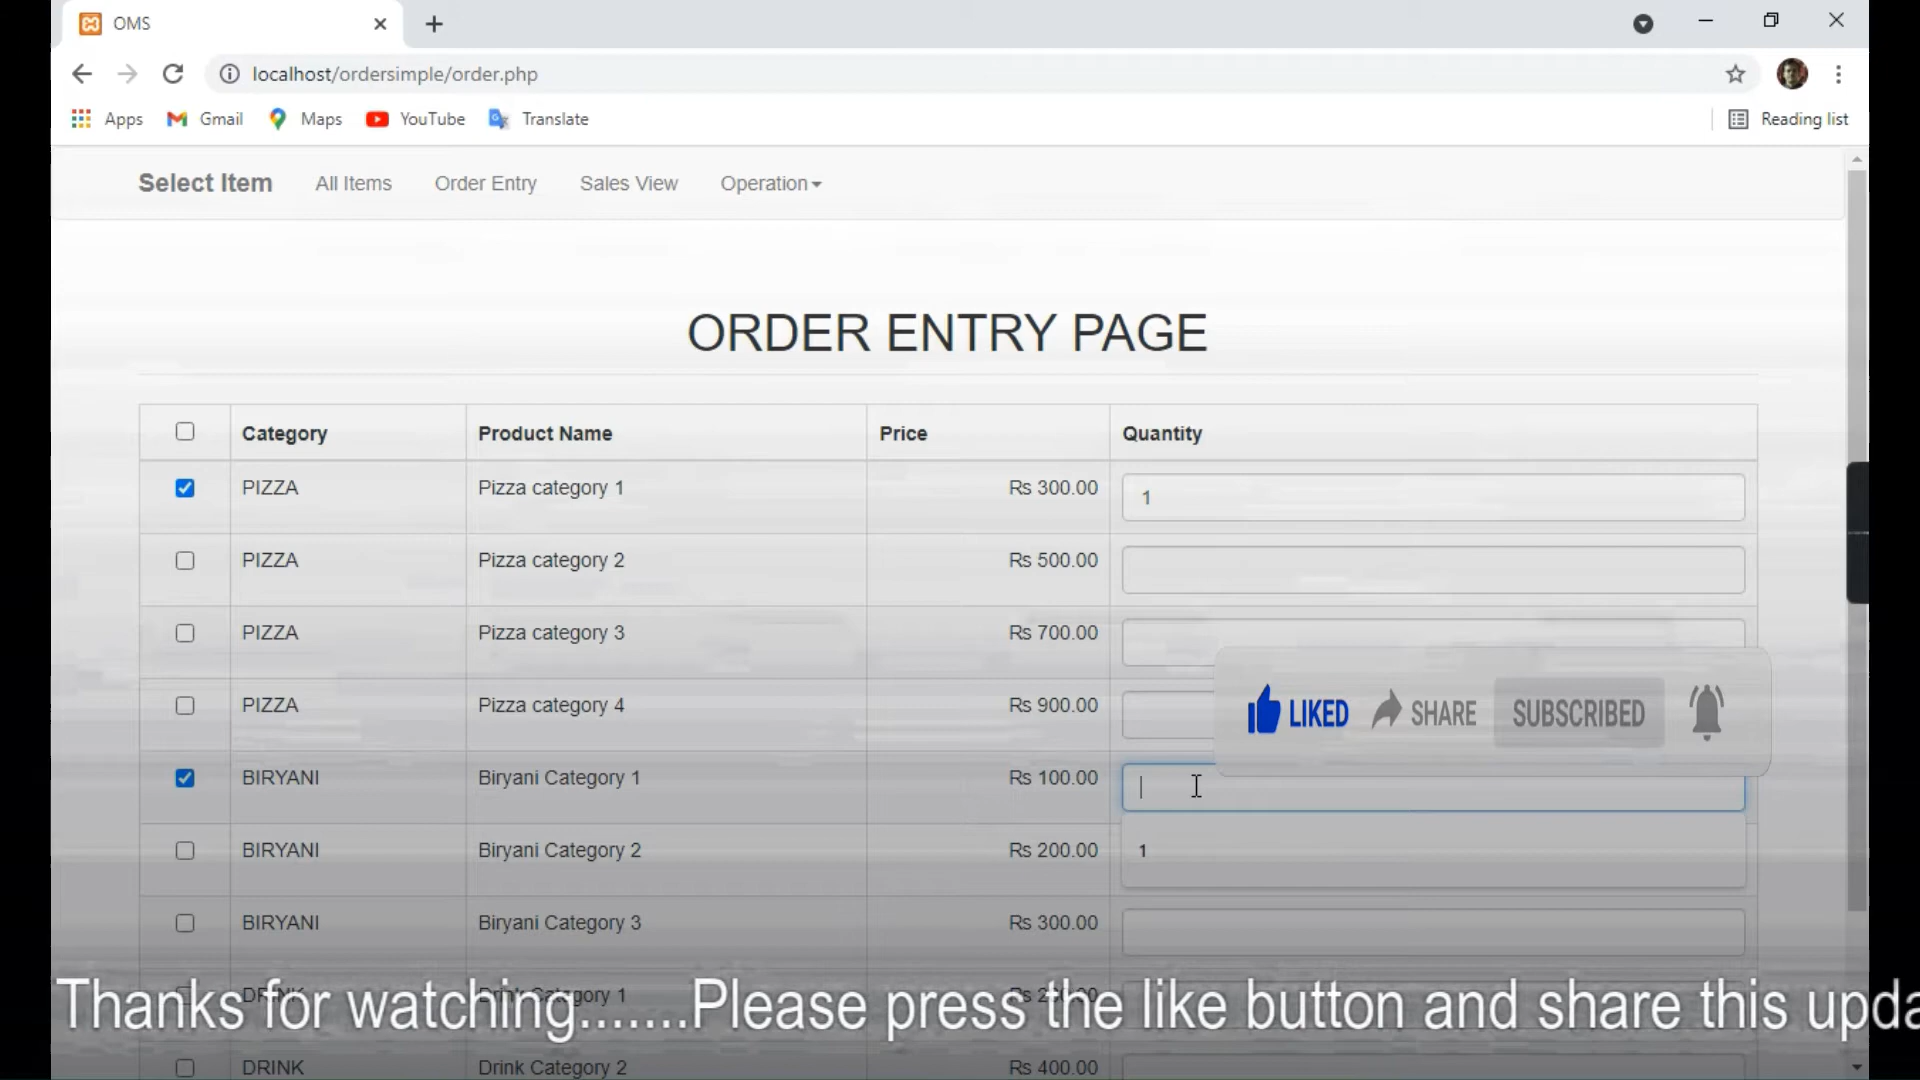 OMS
localhost/ordersimple/order.php
Apps Gmail Maps YouTube Translate Reading list
Select Item All Items Order Entry Sales View Operation
ORDER ENTRY PAGE
Category Product Name Price Quantity
PIZZA Pizza category 1 Rs 300.00 1
PIZZA Pizza category 2 Rs 500.00
PIZZA Pizza category 3 Rs 700.00
PIZZA Pizza category 4 Rs 900.00
LIKED SHARE SUBSCRIBED
BIRYANI Biryani Category 1 Rs 100.00
BIRYANI Biryani Category 2 Rs 200.00 1
BIRYANI Biryani Category 3 Rs 300.00
Category 1
Thanks for watching.......Please press the like button and share this upda
DRINK Drink Category 2 Rs 400.00